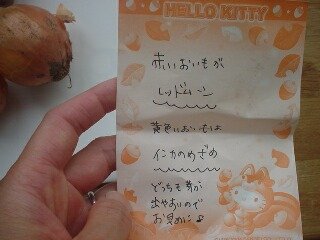 HELLO KITTY
赤いおいもが
レッドムーン
黄色いおいもは
インカのめざめ
どっちも芽が
出やすいので
お早めに♪